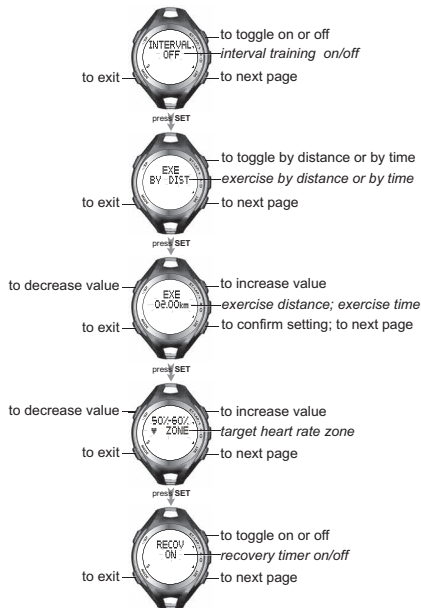 to toggle on or off
INTERVAL
OFF
interval training on/off
to exit
to next page
press SET
to toggle by distance or by time
EXE
BY DIST
exercise by distance or by time
to exit
to next page
press SET
to decrease value
to increase value
EXE
02.00km
exercise distance; exercise time
to exit
to confirm setting; to next page
press SET
to decrease value
to increase value
50%-60%
♥ ZONE
target heart rate zone
to exit
to next page
press SET
to toggle on or off
RECOV
ON
recovery timer on/off
to exit
to next page